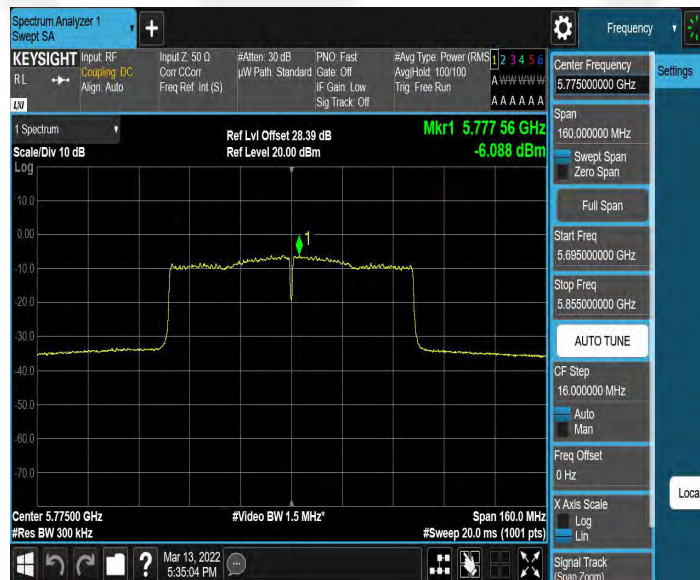 Spectrum Analyzer 1
Swept SA
Frequency
KEYSIGHT
RL
LXI
Input: RF
Coupling: DC
Align: Auto
Input Z: 50 Ω
Corr CCorr
Freq Ref: Int (S)
#Atten: 30 dB
µW Path: Standard
PNO: Fast
Gate: Off
IF Gain: Low
Sig Track: Off
#Avg Type: Power (RMS
Avg|Hold: 100/100
Trig: Free Run
1 2 3 4 5 6
A W W W W W
A A A A A A
1 Spectrum
Scale/Div 10 dB
Ref Lvl Offset 28.39 dB
Ref Level 20.00 dBm
Mkr1 5.777 56 GHz
-6.088 dBm
Log
10.0
0.00
-10.0
-20.0
-30.0
-40.0
-50.0
-60.0
-70.0
1
Center 5.77500 GHz
#Res BW 300 kHz
#Video BW 1.5 MHz*
Span 160.0 MHz
#Sweep 20.0 ms (1001 pts)
Mar 13, 2022
5:35:04 PM
Center Frequency
5.775000000 GHz
Settings
Span
160.000000 MHz
Swept Span
Zero Span
Full Span
Start Freq
5.695000000 GHz
Stop Freq
5.855000000 GHz
AUTO TUNE
CF Step
16.000000 MHz
Auto
Man
Freq Offset
0 Hz
X Axis Scale
Log
Lin
Loca
Signal Track
(Span Zoom)